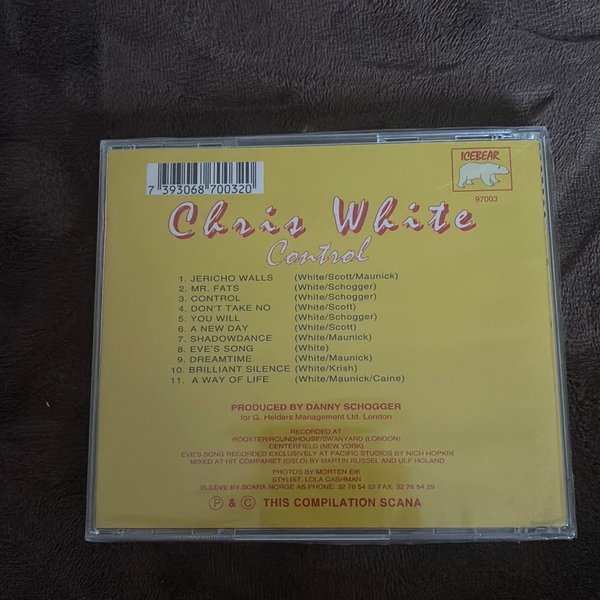 ICEBEAR
7 393068 700320
97003
Chris White
Control
1. JERICHO WALLS (White/Scott/Maunick)
2. MR. FATS (White/Schogger)
3. CONTROL (White/Schogger)
4. DON'T TAKE NO (White/Scott)
5. YOU WILL (White/Schogger)
6. A NEW DAY (White/Scott)
7. SHADOWDANCE (White/Maunick)
8. EVE'S SONG (White)
9. DREAMTIME (White/Maunick)
10. BRILLIANT SILENCE (White/Krish)
11. A WAY OF LIFE (White/Maunick/Caine)
PRODUCED BY DANNY SCHOGGER
for G. Helders Management Ltd. London
RECORDED AT
ROOSTER/ROUNDHOUSE/SWANYARD (LONDON)
CENTERFIELD (NEW YORK)
EVE'S SONG RECORDED EXCLUSIVELY AT PACIFIC STUDIOS BY NICH HOPKIN
MIXED AT HIT COMPANIET (OSLO) BY MARTIN RUSSEL AND ULF HOLAND
PHOTOS BY MORTEN EIK
STYLIST: LOLA CASHMAN
SLEEVE BY SCANA NORGE AS PHONE: 32 78 54 22 FAX: 32 78 54 29
Ⓟ & © THIS COMPILATION SCANA